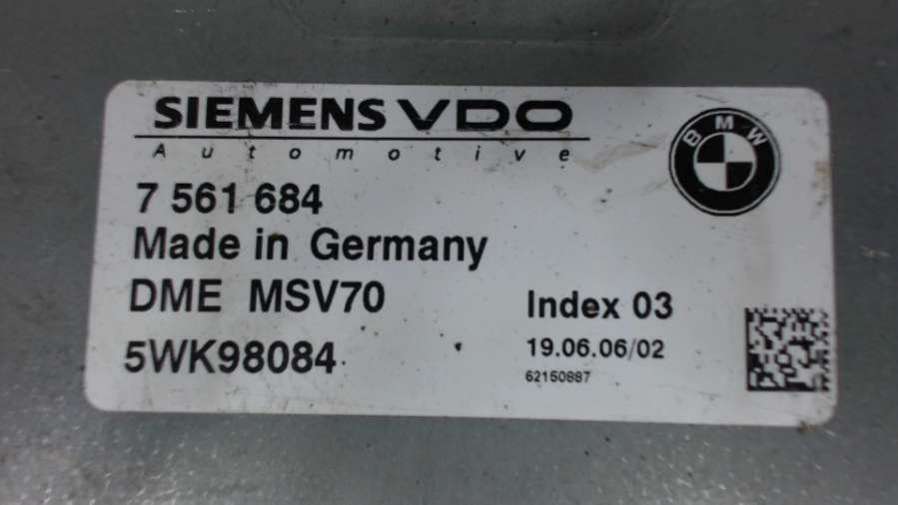 SIEMENS VDO
Automotive
BMW
7 561 684
Made in Germany
DME MSV70
Index 03
5WK98084
19.06.06/02
62150887